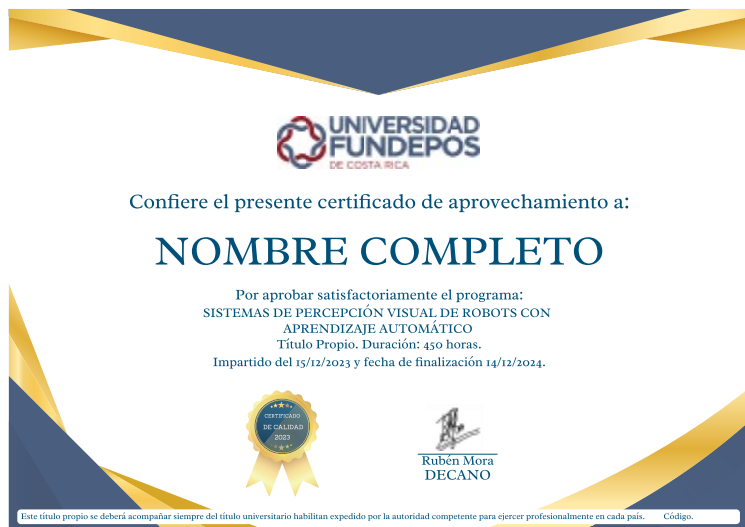 UNIVERSIDAD
FUNDEPOS
DE COSTA RICA
Confiere el presente certificado de aprovechamiento a:
NOMBRE COMPLETO
Por aprobar satisfactoriamente el programa:
SISTEMAS DE PERCEPCIÓN VISUAL DE ROBOTS CON
APRENDIZAJE AUTOMÁTICO
Título Propio. Duración: 450 horas.
Impartido del 15/12/2023 y fecha de finalización 14/12/2024.
CERTIFICADO
DE CALIDAD
2023
Rubén Mora
DECANO
Este título propio se deberá acompañar siempre del título universitario habilitan expedido por la autoridad competente para ejercer profesionalmente en cada país. Código.